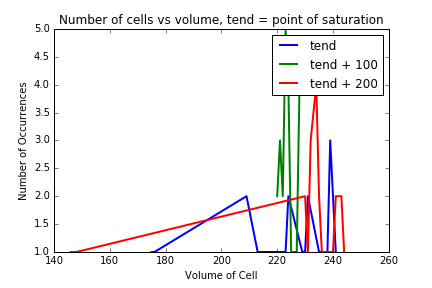 Number of cells vs volume, tend = point of saturation
5.0
4.5
4.0
3.5
3.0
2.5
2.0
1.5
1.0
Number of Occurrences
tend
tend + 100
tend + 200
140 160 180 200 220 240 260
Volume of Cell